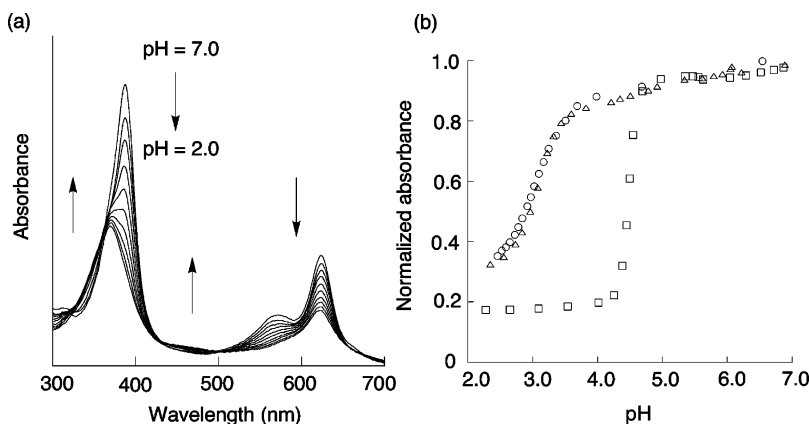 (a)
pH = 7.0
pH = 2.0
Absorbance
300 400 500 600 700
Wavelength (nm)
(b)
Normalized absorbance
1.0
0.8
0.6
0.4
0.2
0
2.0 3.0 4.0 5.0 6.0 7.0
pH